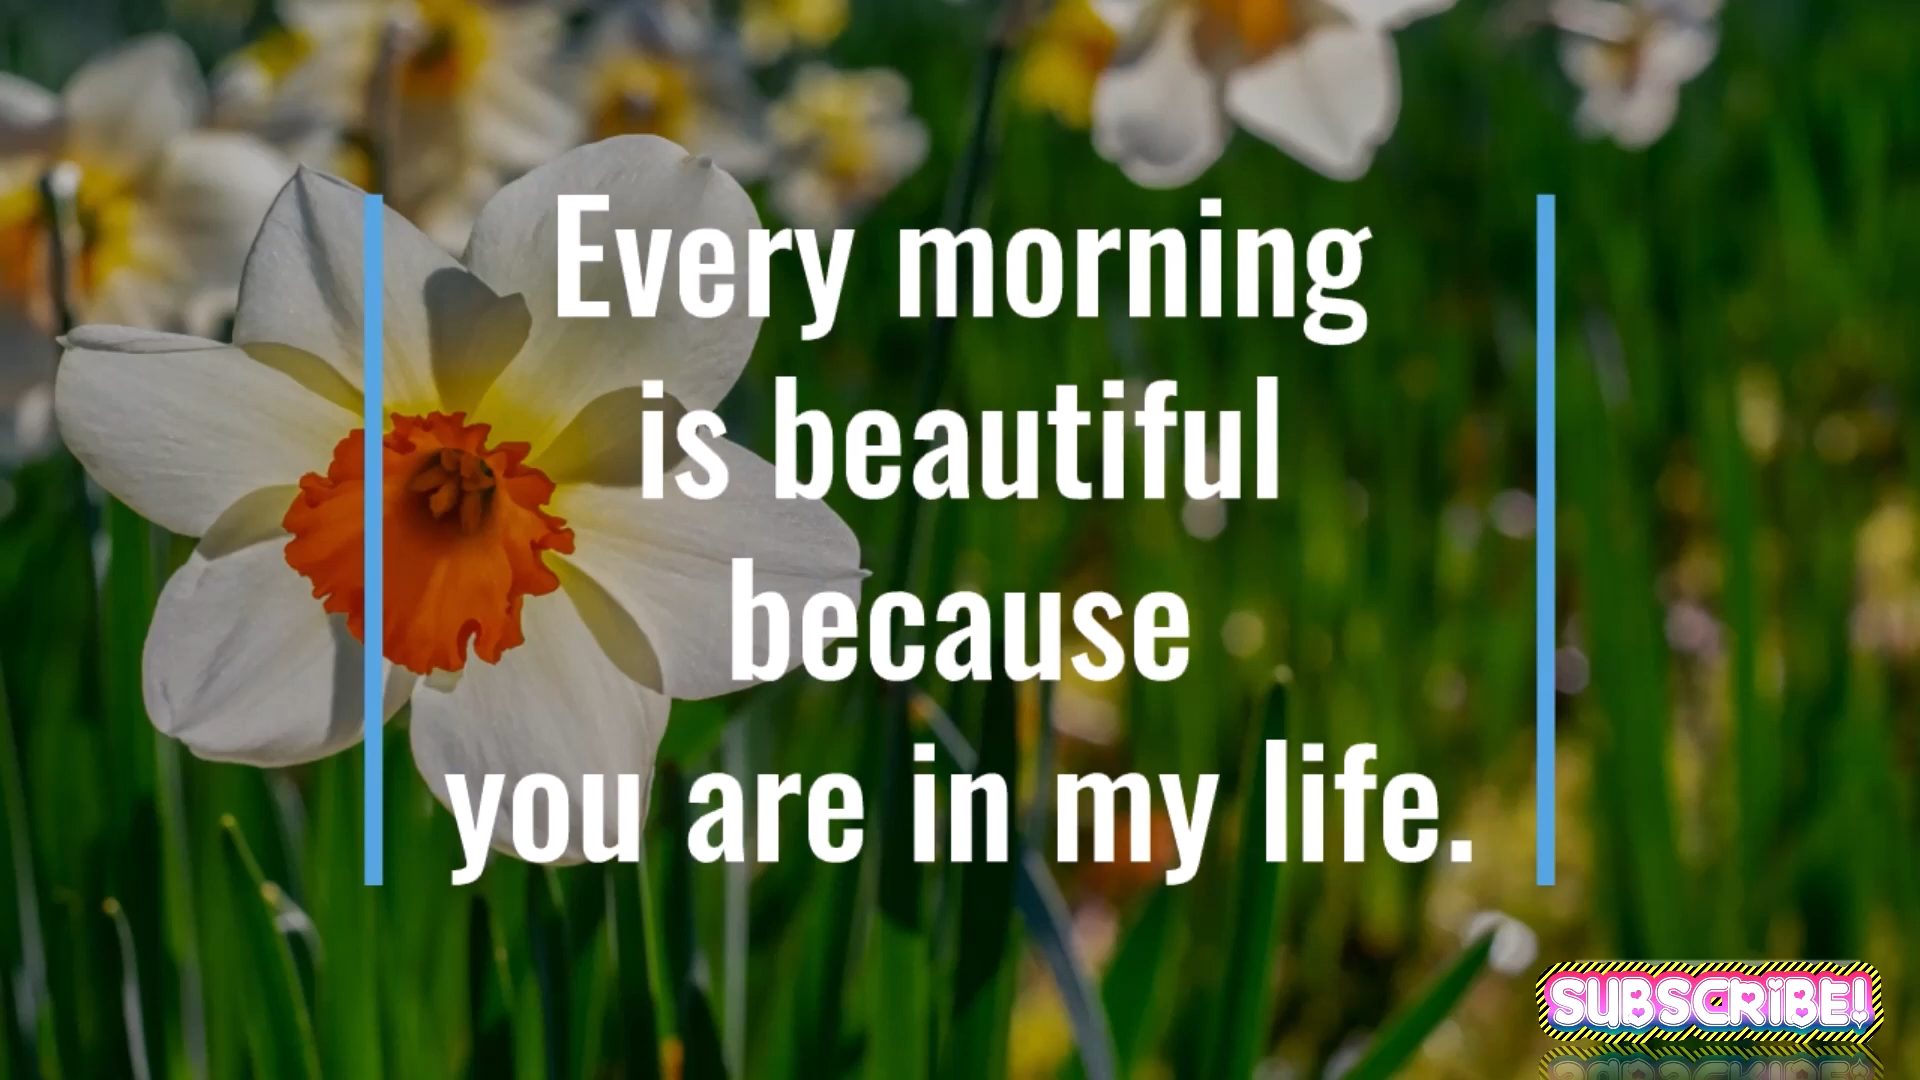 Every morning
is beautiful
because
you are in my life.
SUBSCRIBE!